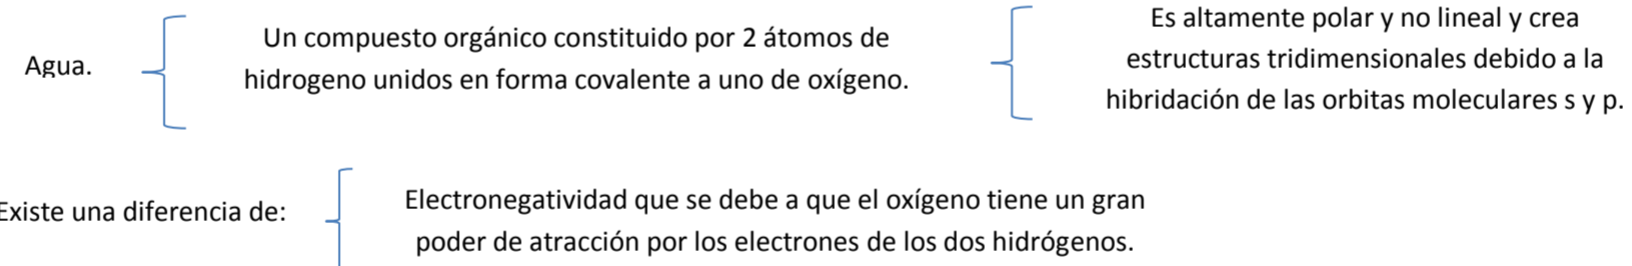 Agua.
Un compuesto orgánico constituido por 2 átomos de
hidrogeno unidos en forma covalente a uno de oxígeno.
Es altamente polar y no lineal y crea
estructuras tridimensionales debido a la
hibridación de las orbitas moleculares s y p.
Existe una diferencia de:
Electronegatividad que se debe a que el oxígeno tiene un gran
poder de atracción por los electrones de los dos hidrógenos.